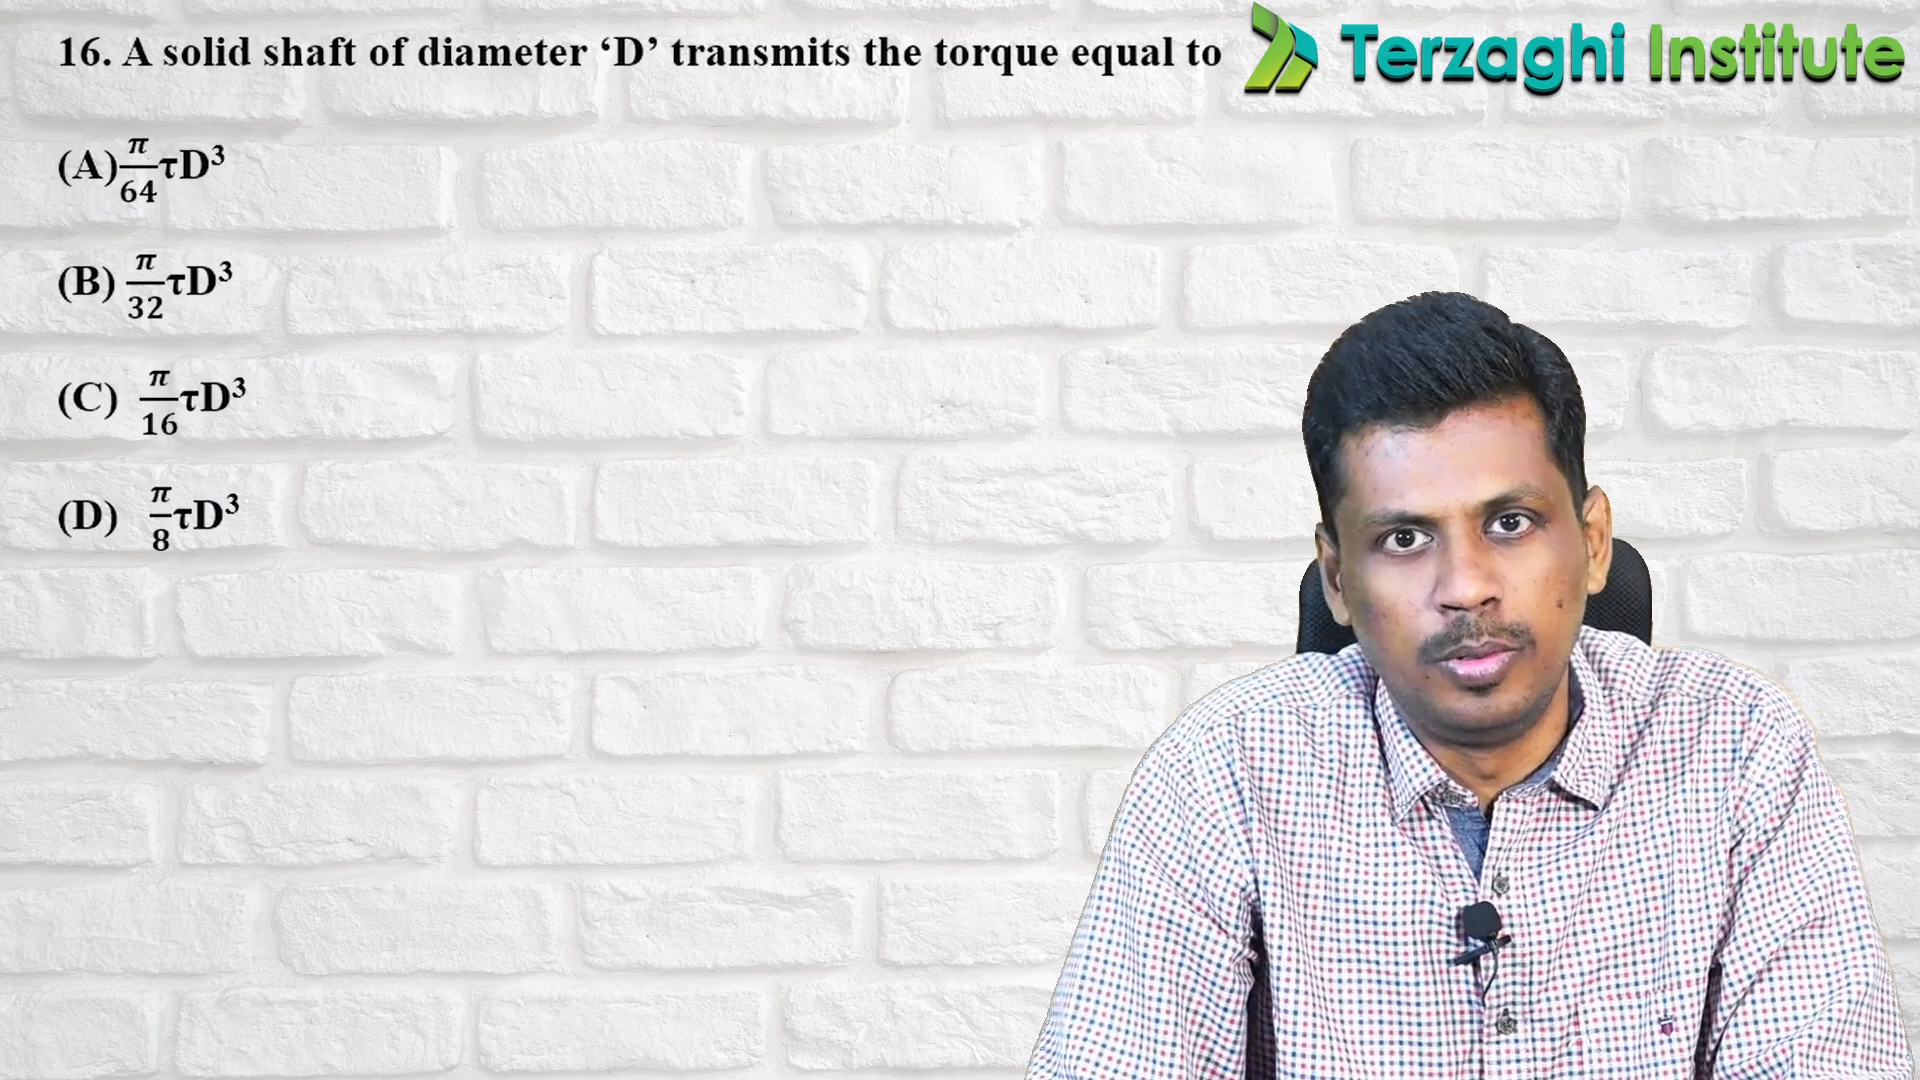 16. A solid shaft of diameter ‘D’ transmits the torque equal to
Terzaghi Institute
(A) π/64 τD³
(B) π/32 τD³
(C) π/16 τD³
(D) π/8 τD³